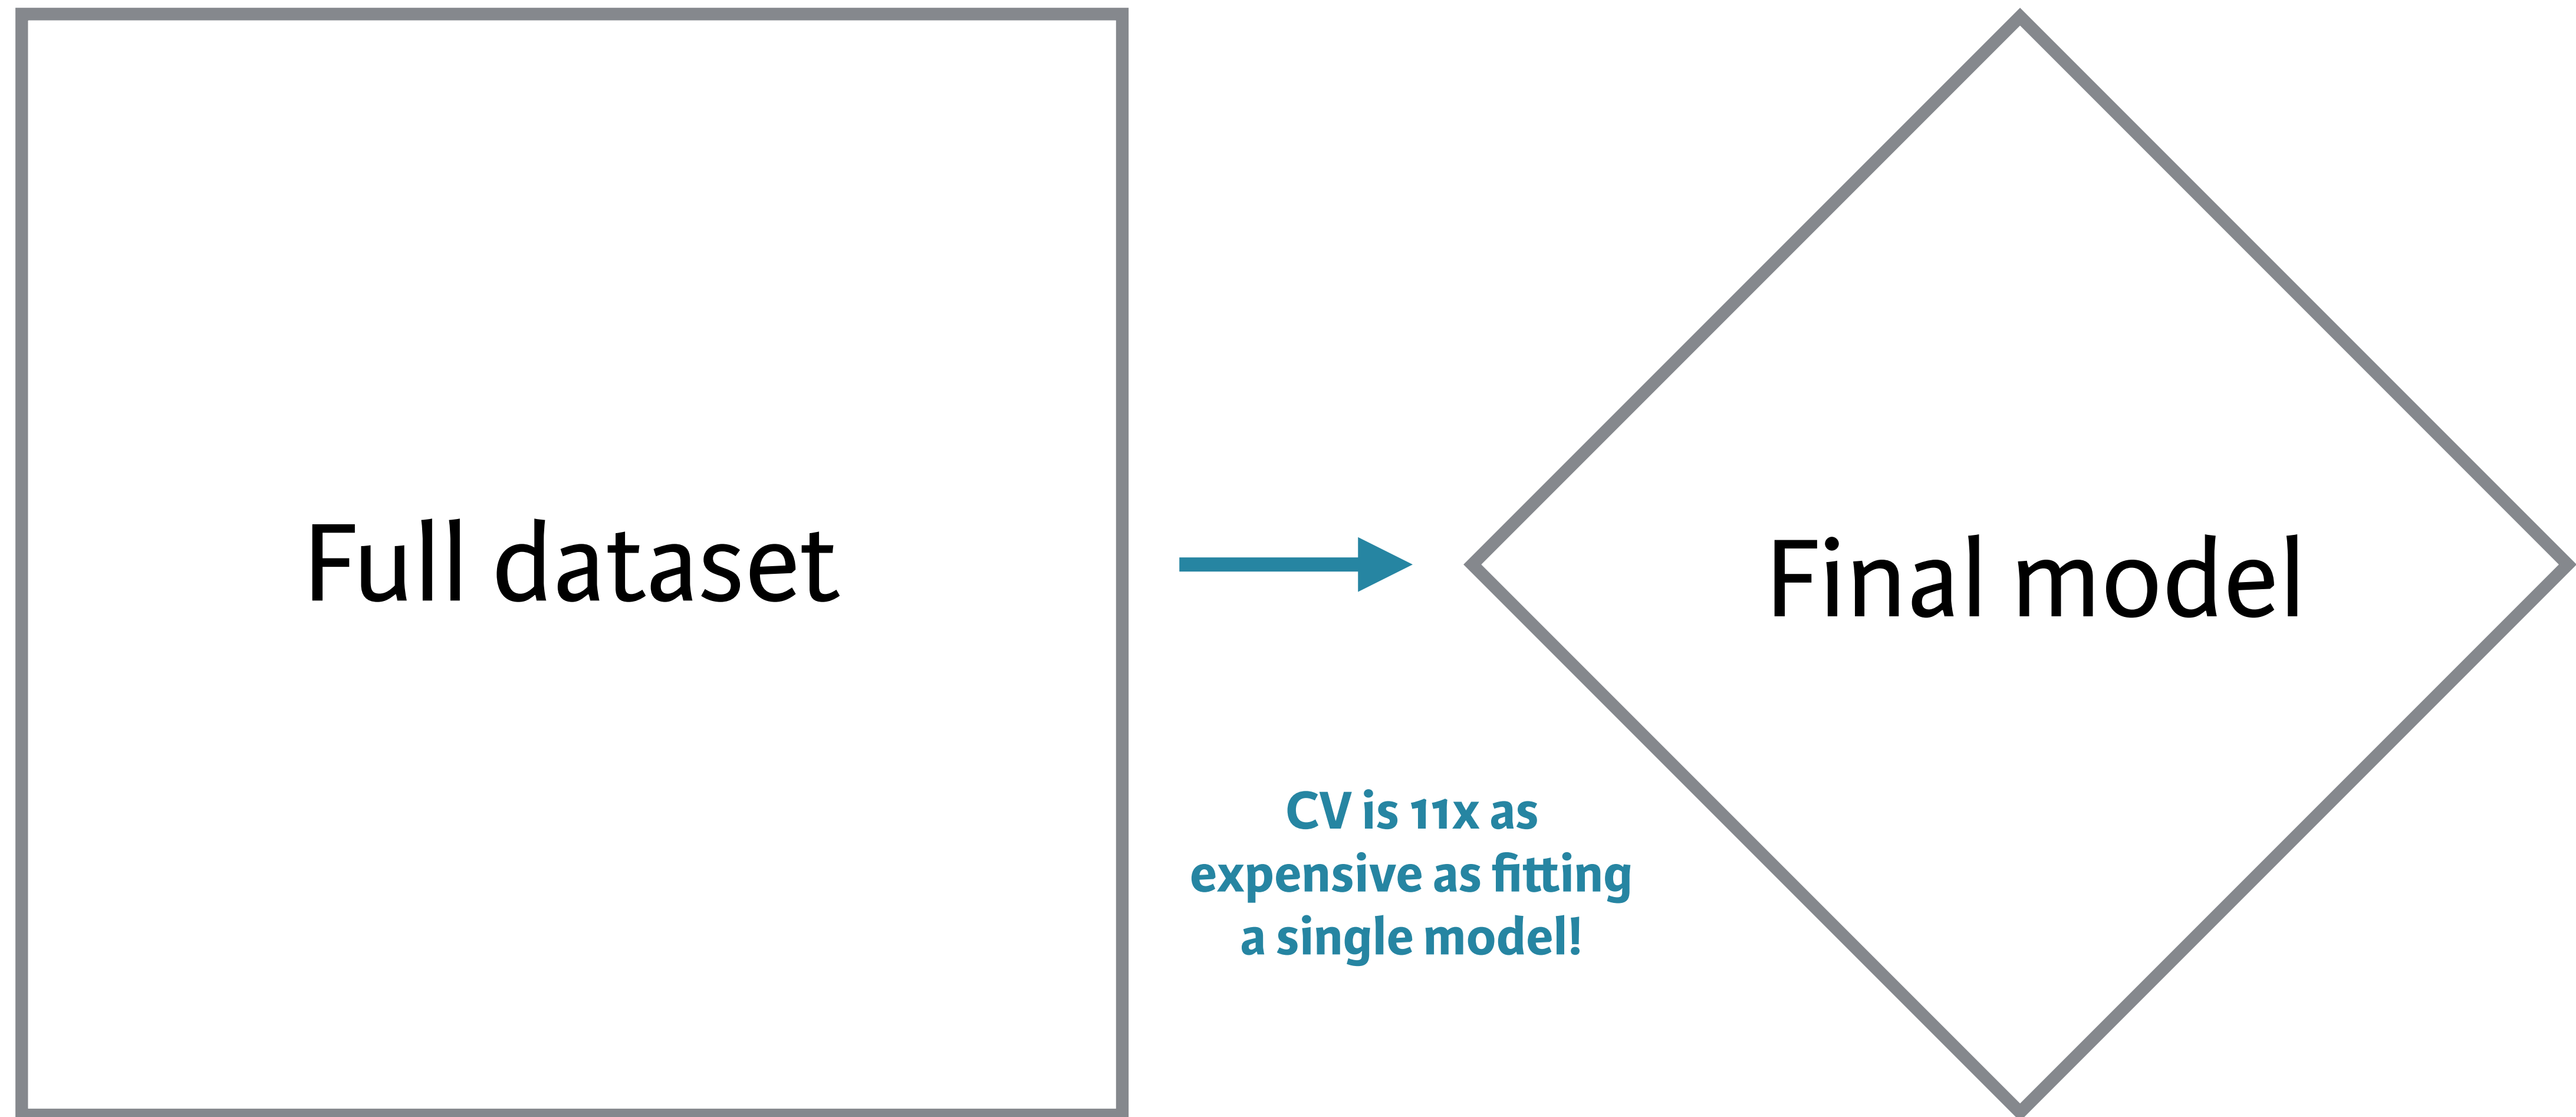 Full dataset
Final model
CV is 11x as
expensive as fitting
a single model!